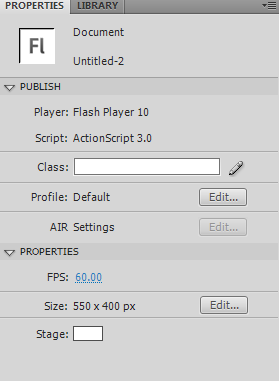 PROPERTIES LIBRARY
Fl
Document
Untitled-2
PUBLISH
Player: Flash Player 10
Script: ActionScript 3.0
Class:
Profile: Default Edit...
AIR Settings Edit...
PROPERTIES
FPS: 60.00
Size: 550 x 400 px Edit...
Stage: